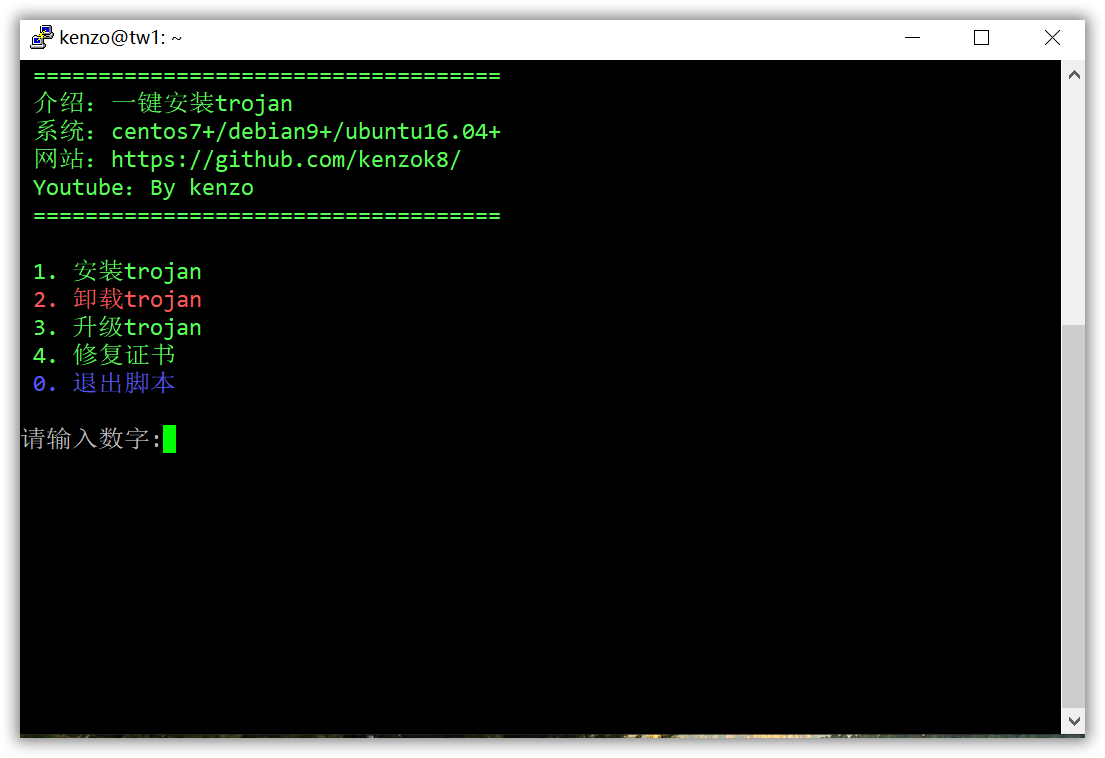 kenzo@tw1: ~
====================================
介绍：一键安装trojan
系统：centos7+/debian9+/ubuntu16.04+
网站：https://github.com/kenzok8/
Youtube：By kenzo
====================================
1. 安装trojan
2. 卸载trojan
3. 升级trojan
4. 修复证书
0. 退出脚本
请输入数字: